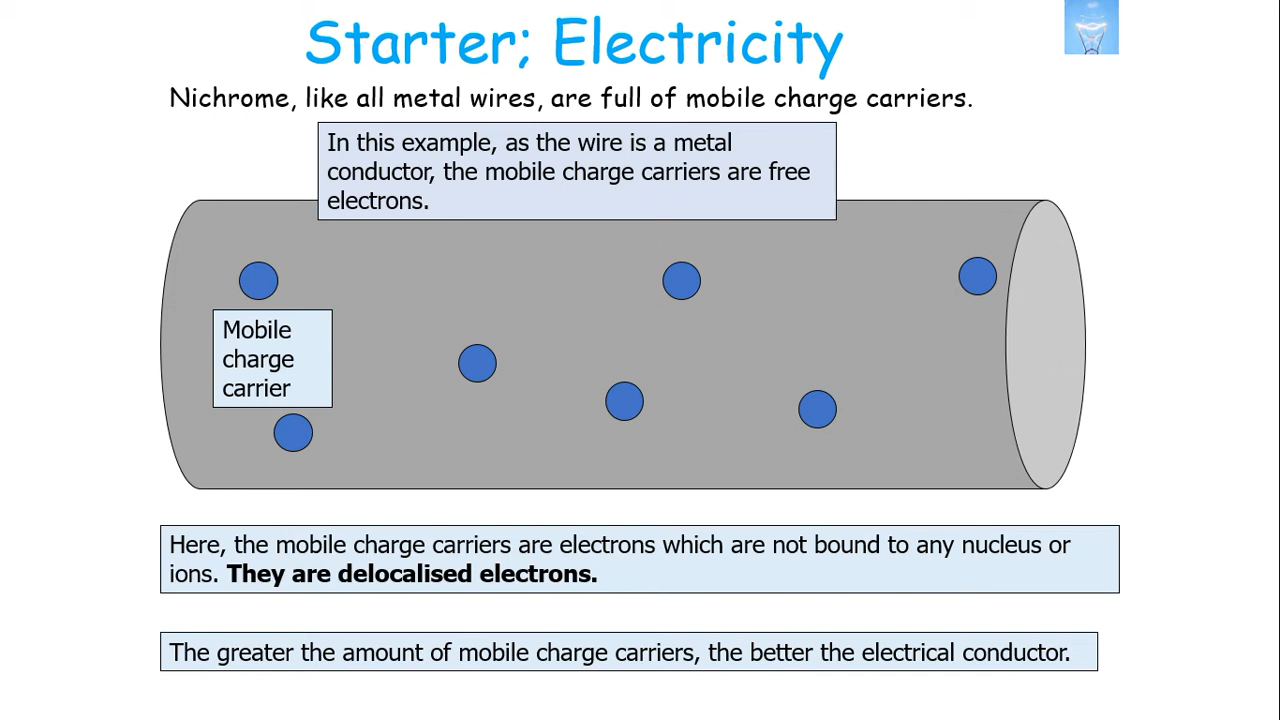 Starter; Electricity
Nichrome, like all metal wires, are full of mobile charge carriers.
In this example, as the wire is a metal
conductor, the mobile charge carriers are free
electrons.
Mobile
charge
carrier
Here, the mobile charge carriers are electrons which are not bound to any nucleus or
ions. They are delocalised electrons.
The greater the amount of mobile charge carriers, the better the electrical conductor.